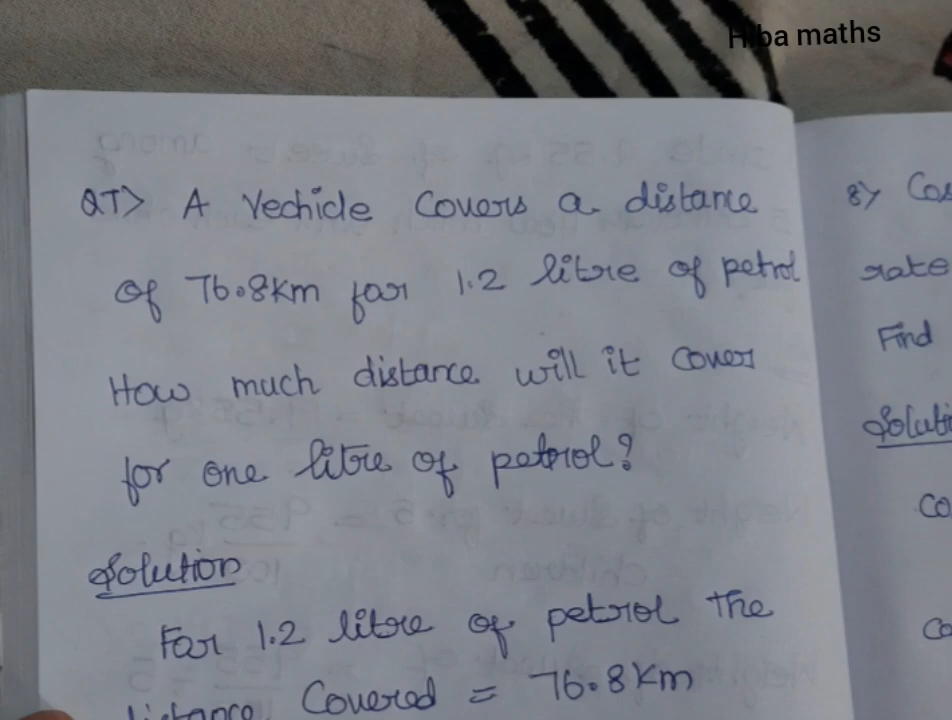 Hiba maths
Q7> A Vechicle Covers a distance
of 76.8km for 1.2 litre of petrol
How much distance will it cover
for one litre of petrol?
Solution
For 1.2 litre of petrol The
distance Covered = 76.8km
8> Cos
rate
Find
Soluti
Co
Co